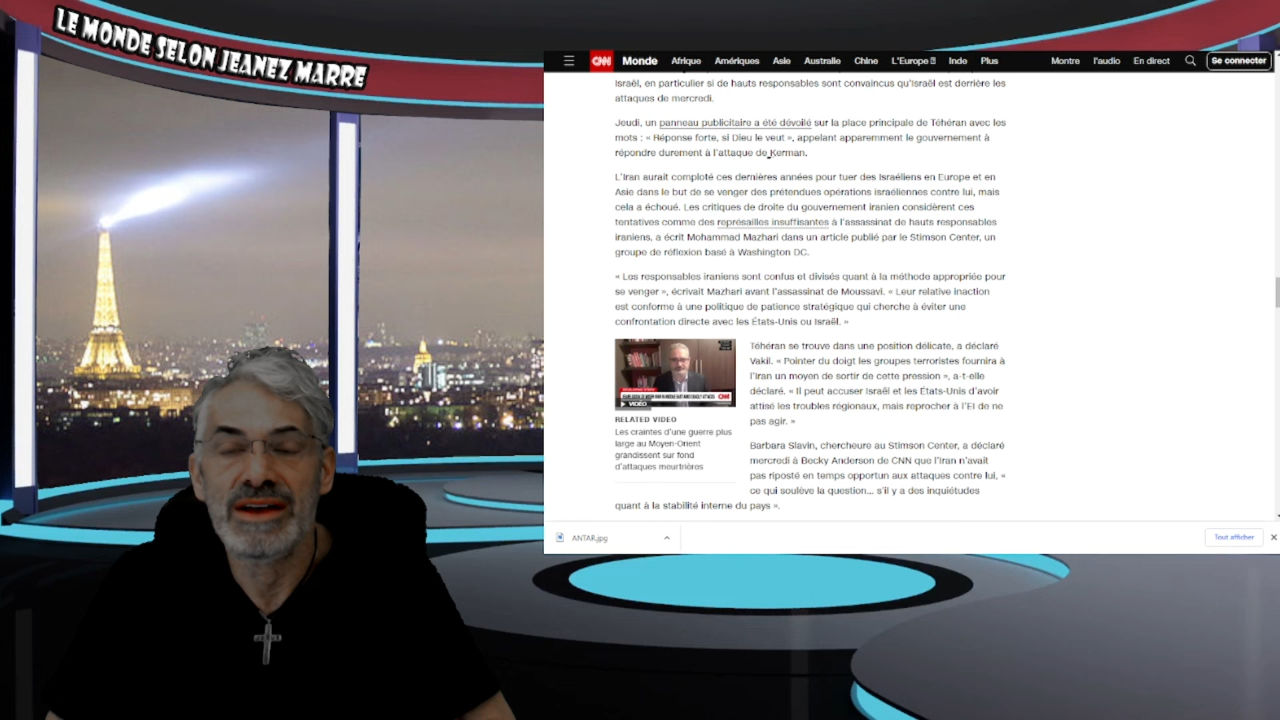 LE MONDE SELON JEANEZ MARRE
CNN Monde Afrique Amériques Asie Australie Chine L'Europe Inde Plus Montre l'audio En direct Se connecter
Israël, en particulier si de hauts responsables sont convaincus qu'Israël est derrière les
attaques de mercredi.
Jeudi, un panneau publicitaire a été dévoilé sur la place principale de Téhéran avec les
mots : « Réponse forte, si Dieu le veut », appelant apparemment le gouvernement à
répondre durement à l'attaque de Kerman.
L'Iran aurait comploté ces dernières années pour tuer des Israéliens en Europe et en
Asie dans le but de se venger des prétendues opérations israéliennes contre lui, mais
cela a échoué. Les critiques de droite du gouvernement iranien considèrent ces
tentatives comme des représailles insuffisantes à l'assassinat de hauts responsables
iraniens, a écrit Mohammad Mazhari dans un article publié par le Stimson Center, un
groupe de réflexion basé à Washington DC.
« Les responsables iraniens sont confus et divisés quant à la méthode appropriée pour
se venger », écrivait Mazhari avant l'assassinat de Moussavi. « Leur relative inaction
est conforme à une politique de patience stratégique qui cherche à éviter une
confrontation directe avec les États-Unis ou Israël. »
CNN
VIDÉO
RELATED VIDEO
Les craintes d'une guerre plus
large au Moyen-Orient
grandissent sur fond
d'attaques meurtrières
Téhéran se trouve dans une position délicate, a déclaré
Vakil. « Pointer du doigt les groupes terroristes fournira à
l'Iran un moyen de sortir de cette pression », a-t-elle
déclaré. « Il peut accuser Israël et les États-Unis d'avoir
attisé les troubles régionaux, mais reprocher à l'EI de ne
pas agir. »
Barbara Slavin, chercheure au Stimson Center, a déclaré
mercredi à Becky Anderson de CNN que l'Iran n'avait
pas riposté en temps opportun aux attaques contre lui, «
ce qui soulève la question... s'il y a des inquiétudes
quant à la stabilité interne du pays ».
ANTAR.jpg
Tout afficher